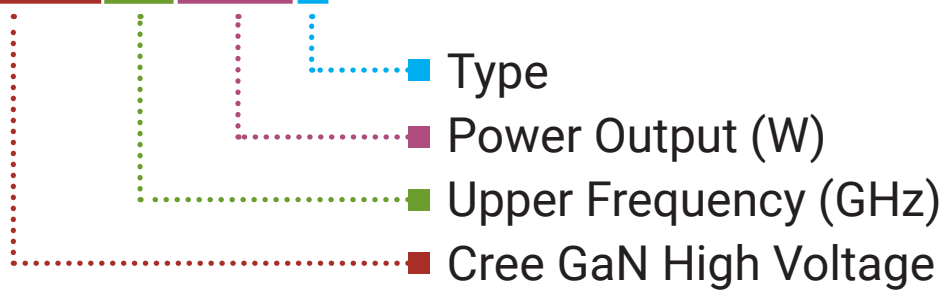 Type
Power Output (W)
Upper Frequency (GHz)
Cree GaN High Voltage